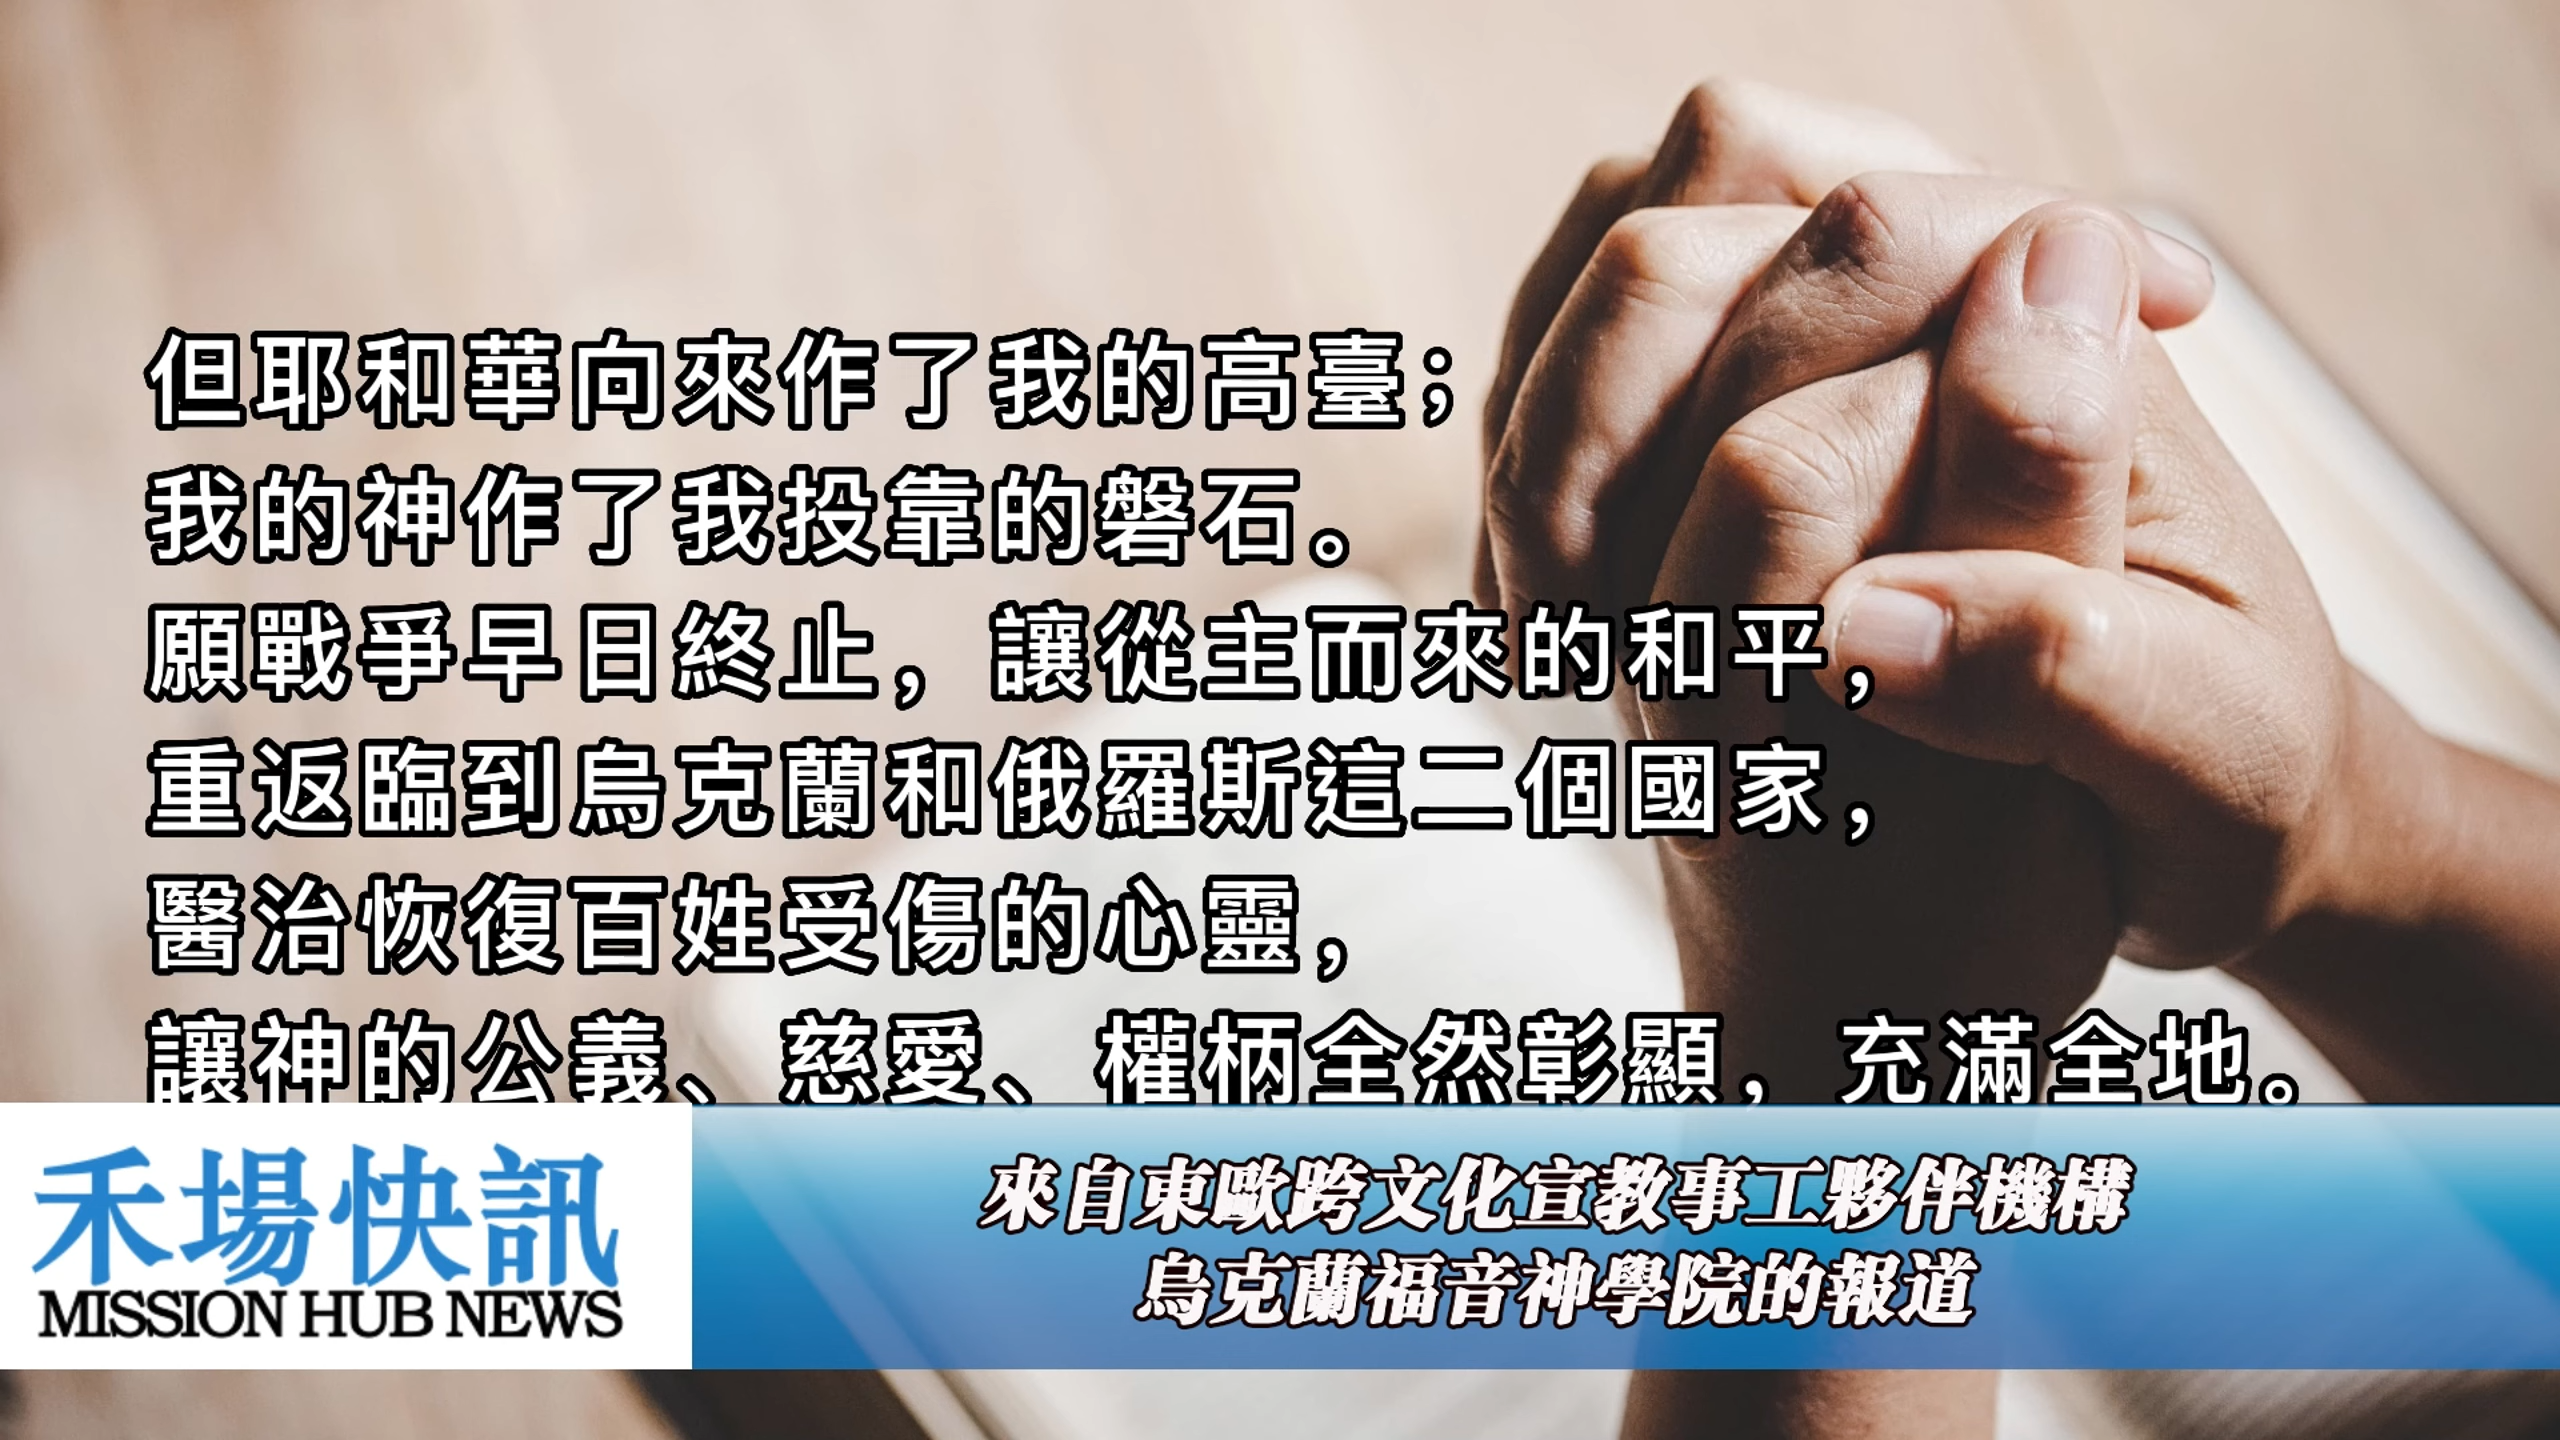 但耶和華向來作了我的高臺；
我的神作了我投靠的磐石。
願戰爭早日終止，讓從主而來的和平，
重返臨到烏克蘭和俄羅斯這二個國家，
醫治恢復百姓受傷的心靈，
讓神的公義、慈愛、權柄全然彰顯，充滿全地。
禾場快訊
MISSION HUB NEWS
來自東歐跨文化宣教事工夥伴機構
烏克蘭福音神學院的報道